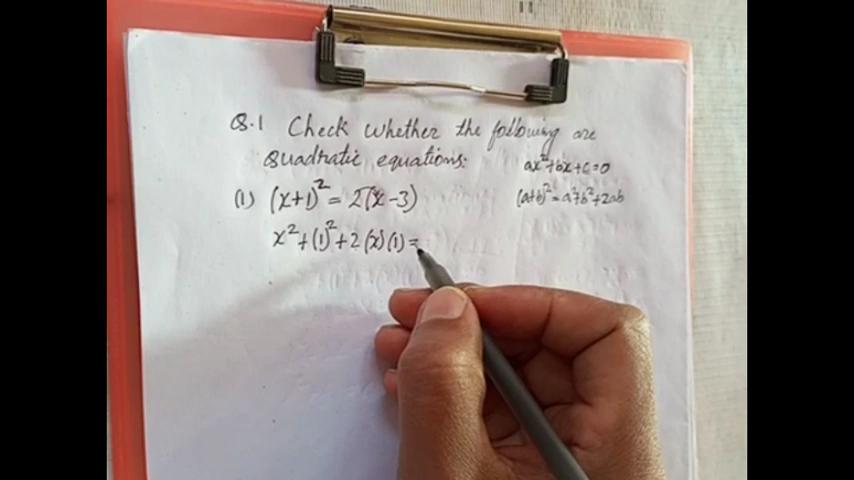 Q.1 Check whether the following are
quadratic equations:
ax²+bx+c=0
(1) (x+1)² = 2(x-3)
(a+b)² = a²+b²+2ab
x²+(1)²+2(x)(1)=